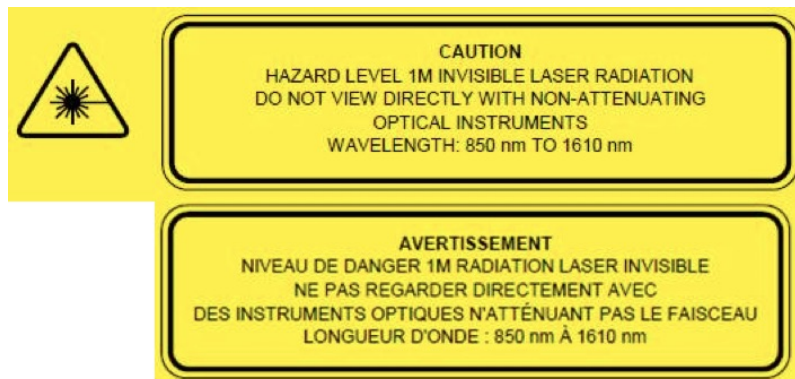 CAUTION
HAZARD LEVEL 1M INVISIBLE LASER RADIATION
DO NOT VIEW DIRECTLY WITH NON-ATTENUATING
OPTICAL INSTRUMENTS
WAVELENGTH: 850 nm TO 1610 nm
AVERTISSEMENT
NIVEAU DE DANGER 1M RADIATION LASER INVISIBLE
NE PAS REGARDER DIRECTEMENT AVEC
DES INSTRUMENTS OPTIQUES N'ATTÉNUANT PAS LE FAISCEAU
LONGUEUR D'ONDE : 850 nm À 1610 nm